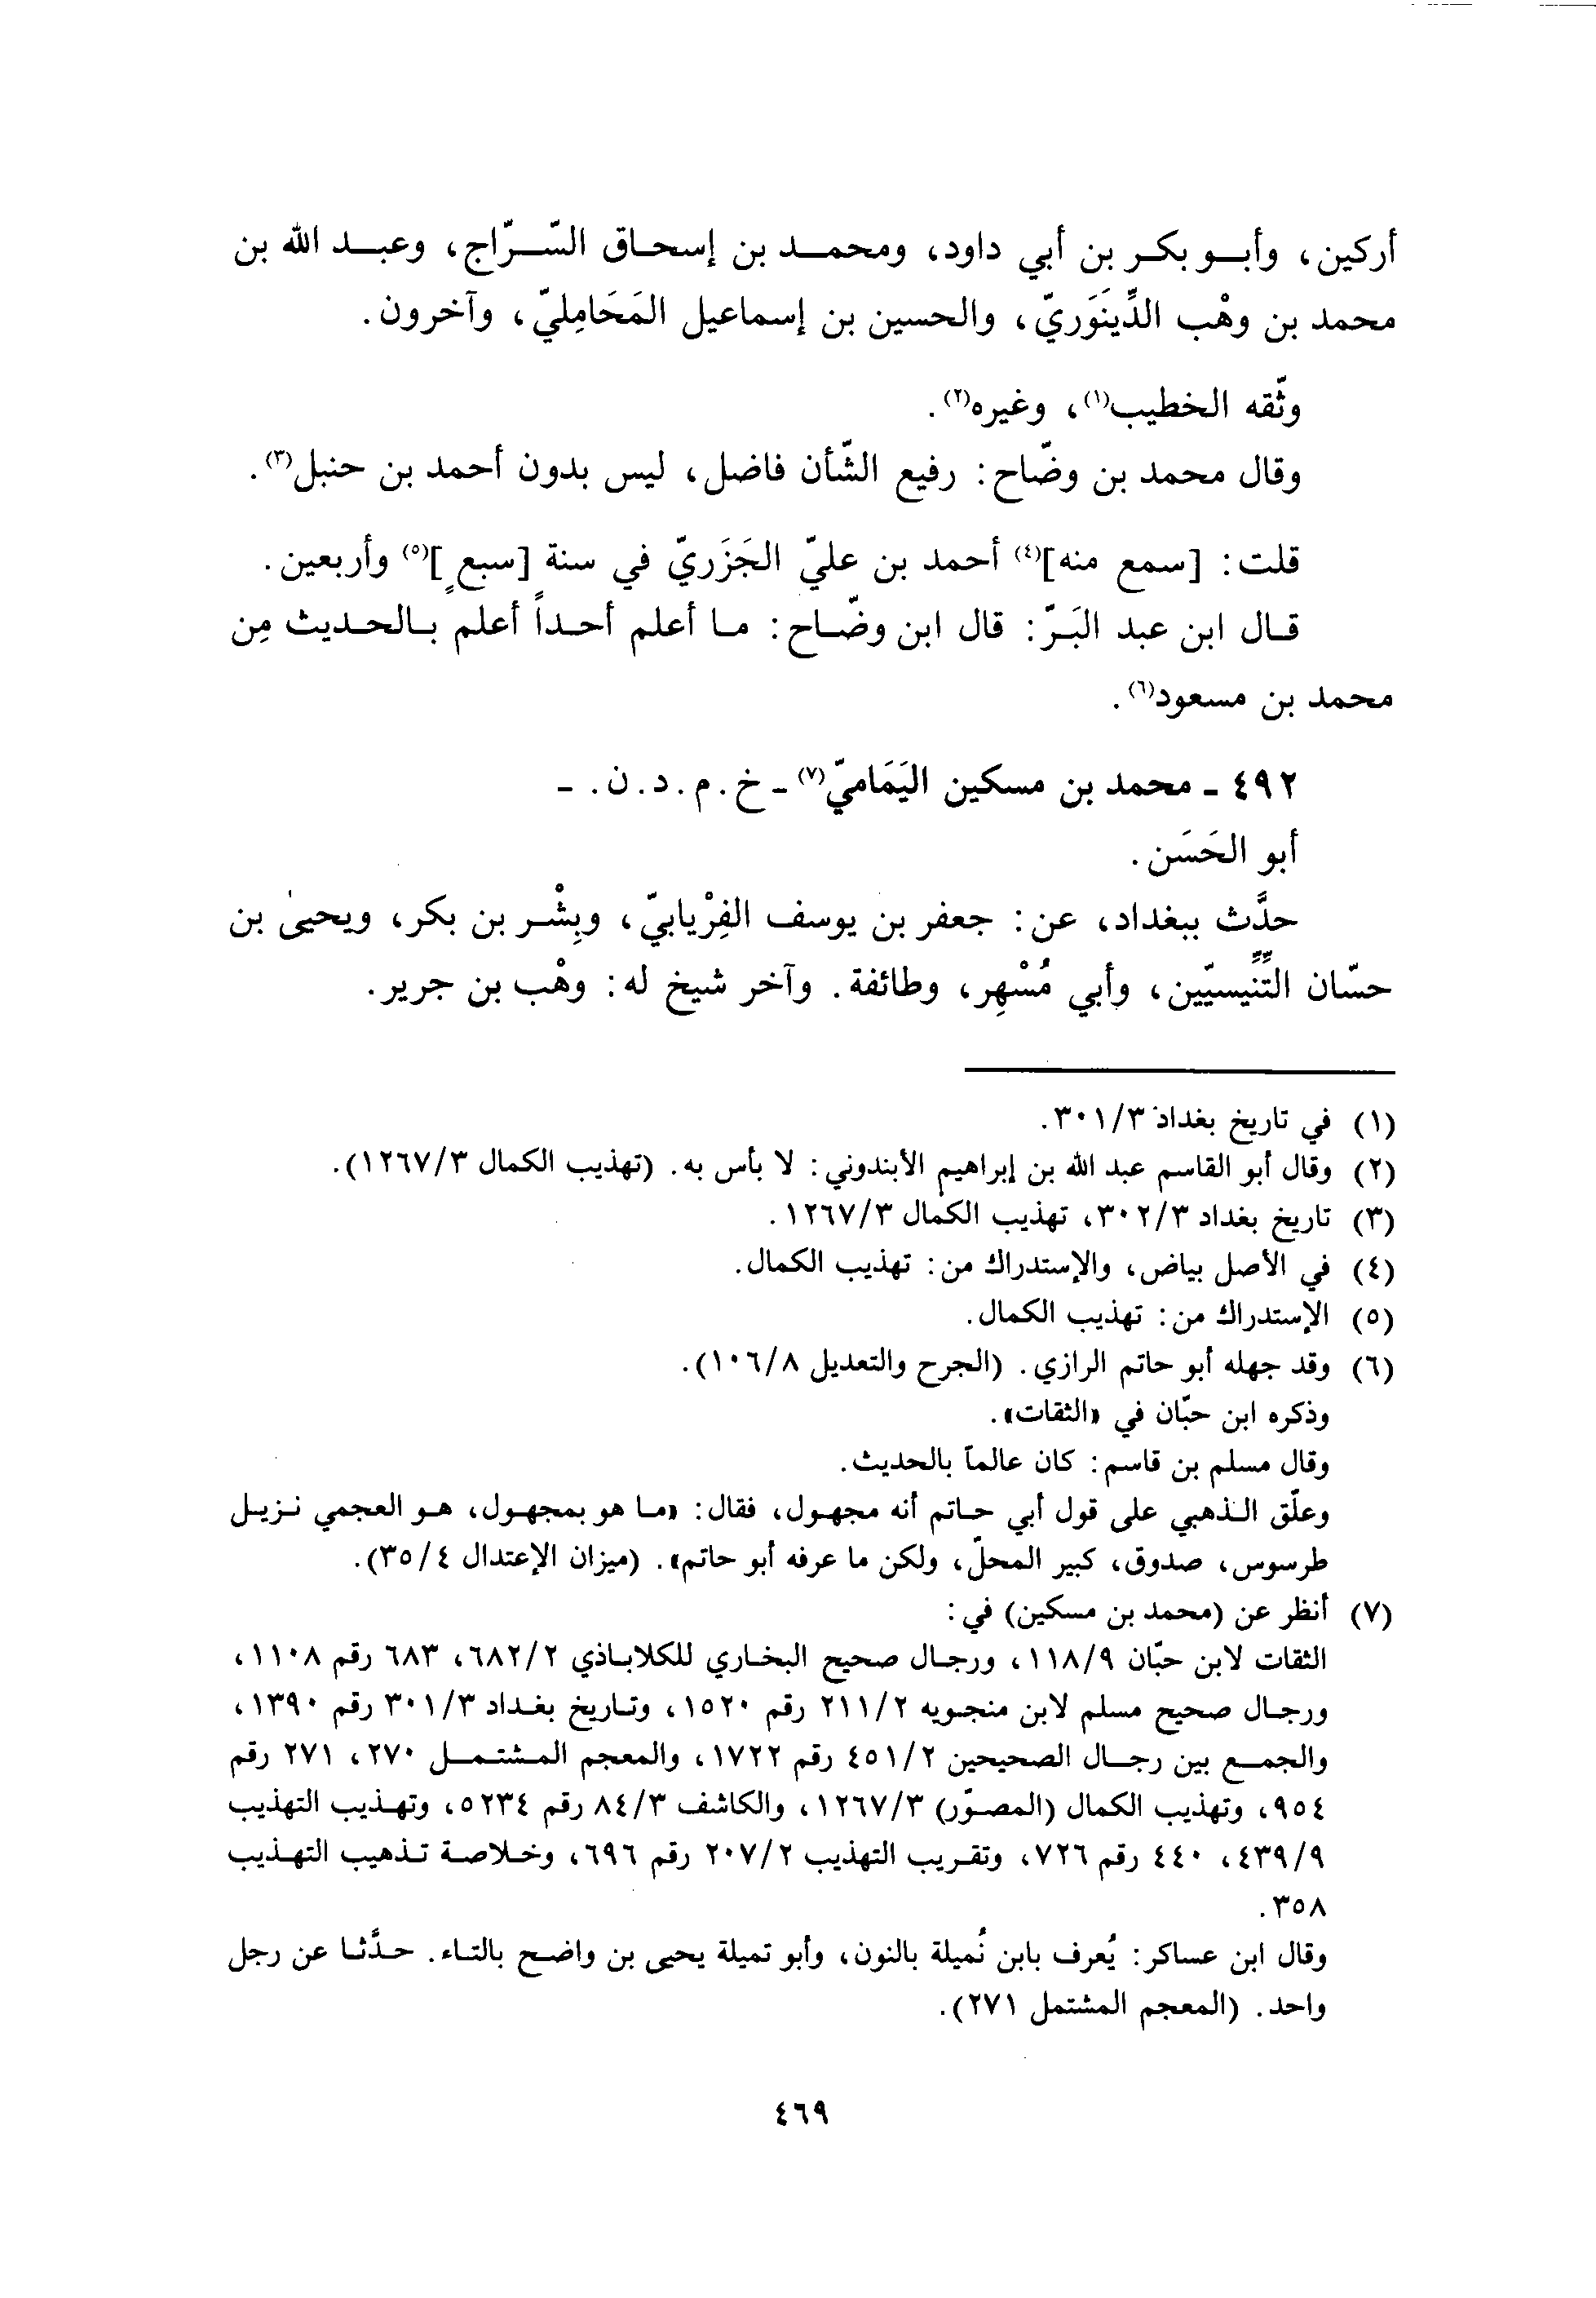 أركين، وأبو بكر بن أبي داود، ومحمد بن إسحاق السّرّاج، وعبد الله بن
محمد بن وهْب الدِّينَوَريّ، والحسين بن إسماعيل المَحَامِليّ، وآخرون.
وثّقه الخطيب(١)، وغيره(٢).
وقال محمد بن وضّاح: رفيع الشّأن فاضل، ليس بدون أحمد بن حنبل(٣).
قلت: [سمع منه](٤) أحمد بن عليّ الجَزَريّ في سنة [سبعٍ](٥) وأربعين.
قال ابن عبد البَرّ: قال ابن وضّاح: ما أعلم أحداً أعلم بالحديث مِن
محمد بن مسعود(٦).
٤٩٢ - محمد بن مسكين اليَمَاميّ(٧) - خ. م. د. ن. -
أبو الحَسَن.
حدَّث ببغداد، عن: جعفر بن يوسف الفِرْيابيّ، وبِشْر بن بكر، ويحيىٰ بن
حسّان التِّنِّيسيّين، وأبي مُسْهِر، وطائفة. وآخر شيخ له: وهْب بن جرير.
(١) في تاريخ بغداد ٣٠١/٣.
(٢) وقال أبو القاسم عبد الله بن إبراهيم الأبندوني: لا بأس به. (تهذيب الكمال ١٢٦٧/٣).
(٣) تاريخ بغداد ٣٠٢/٣، تهذيب الكمال ١٢٦٧/٣.
(٤) في الأصل بياض، والإستدراك من: تهذيب الكمال.
(٥) الإستدراك من: تهذيب الكمال.
(٦) وقد جهله أبو حاتم الرازي. (الجرح والتعديل ١٠٦/٨).
وذكره ابن حبّان في «الثقات».
وقال مسلم بن قاسم: كان عالماً بالحديث.
وعلّق الذهبي على قول أبي حاتم أنه مجهول، فقال: «ما هو بمجهول، هو العجمي نزيل
طرسوس، صدوق، كبير المحلّ، ولكن ما عرفه أبو حاتم». (ميزان الإعتدال ٣٥/٤).
(٧) أنظر عن (محمد بن مسكين) في:
الثقات لابن حبّان ١١٨/٩، ورجال صحيح البخاري للكلاباذي ٦٨٢/٢، ٦٨٣ رقم ١١٠٨،
ورجال صحيح مسلم لابن منجويه ٢١١/٢ رقم ١٥٢٠، وتاريخ بغداد ٣٠١/٣ رقم ١٣٩٠،
والجمع بين رجال الصحيحين ٤٥١/٢ رقم ١٧٢٢، والمعجم المشتمل ٢٧٠، ٢٧١ رقم
٩٥٤، وتهذيب الكمال (المصوّر) ١٢٦٧/٣، والكاشف ٨٤/٣ رقم ٥٢٣٤، وتهذيب التهذيب
٤٣٩/٩، ٤٤٠ رقم ٧٢٦، وتقريب التهذيب ٢٠٧/٢ رقم ٦٩٦، وخلاصة تذهيب التهذيب
٣٥٨.
وقال ابن عساكر: يُعرف بابن نُميلة بالنون، وأبو تميلة يحيى بن واضح بالتاء. حدَّثا عن رجل
واحد. (المعجم المشتمل ٢٧١).
٤٦٩